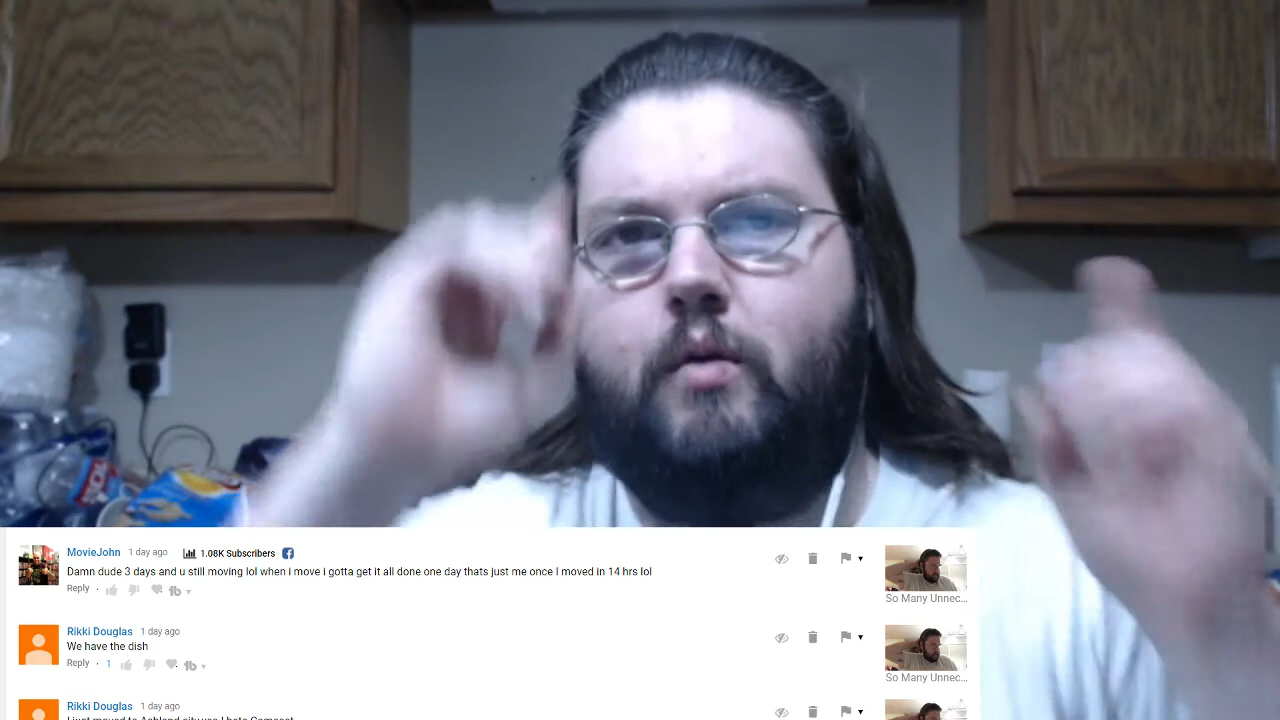 MovieJohn 1 day ago 1.08K Subscribers
Damn dude 3 days and u still moving lol when i move i gotta get it all done one day thats just me once I moved in 14 hrs lol
Reply ·
So Many Unnec...
Rikki Douglas 1 day ago
We have the dish
Reply · 1
So Many Unnec...
Rikki Douglas 1 day ago